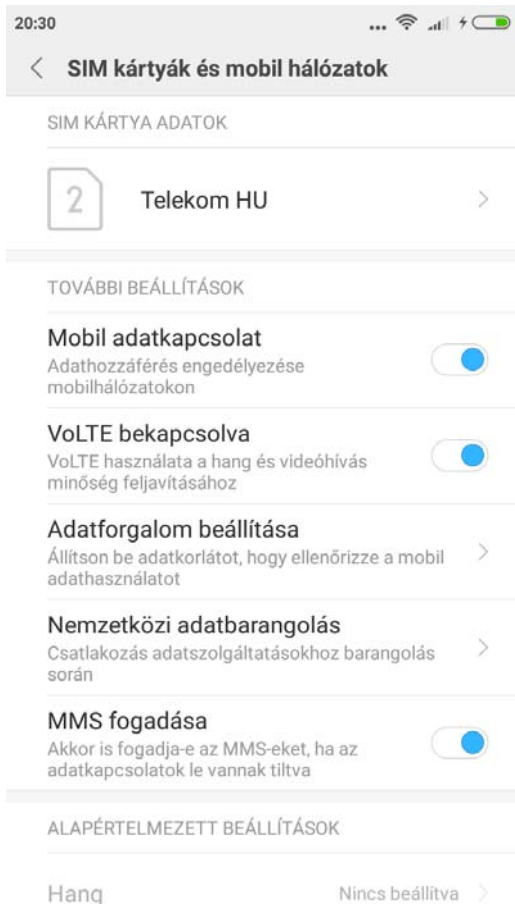 20:30
SIM kártyák és mobil hálózatok
SIM KÁRTYA ADATOK
2
Telekom HU
TOVÁBBI BEÁLLÍTÁSOK
Mobil adatkapcsolat
Adathozzáférés engedélyezése
mobilhálózatokon
VoLTE bekapcsolva
VoLTE használata a hang és videóhívás
minőség feljavításához
Adatforgalom beállítása
Állítson be adatkorlátot, hogy ellenőrizze a mobil
adathasználatot
Nemzetközi adatbarangolás
Csatlakozás adatszolgáltatásokhoz barangolás
során
MMS fogadása
Akkor is fogadja-e az MMS-eket, ha az
adatkapcsolatok le vannak tiltva
ALAPÉRTELMEZETT BEÁLLÍTÁSOK
Hang Nincs beállítva